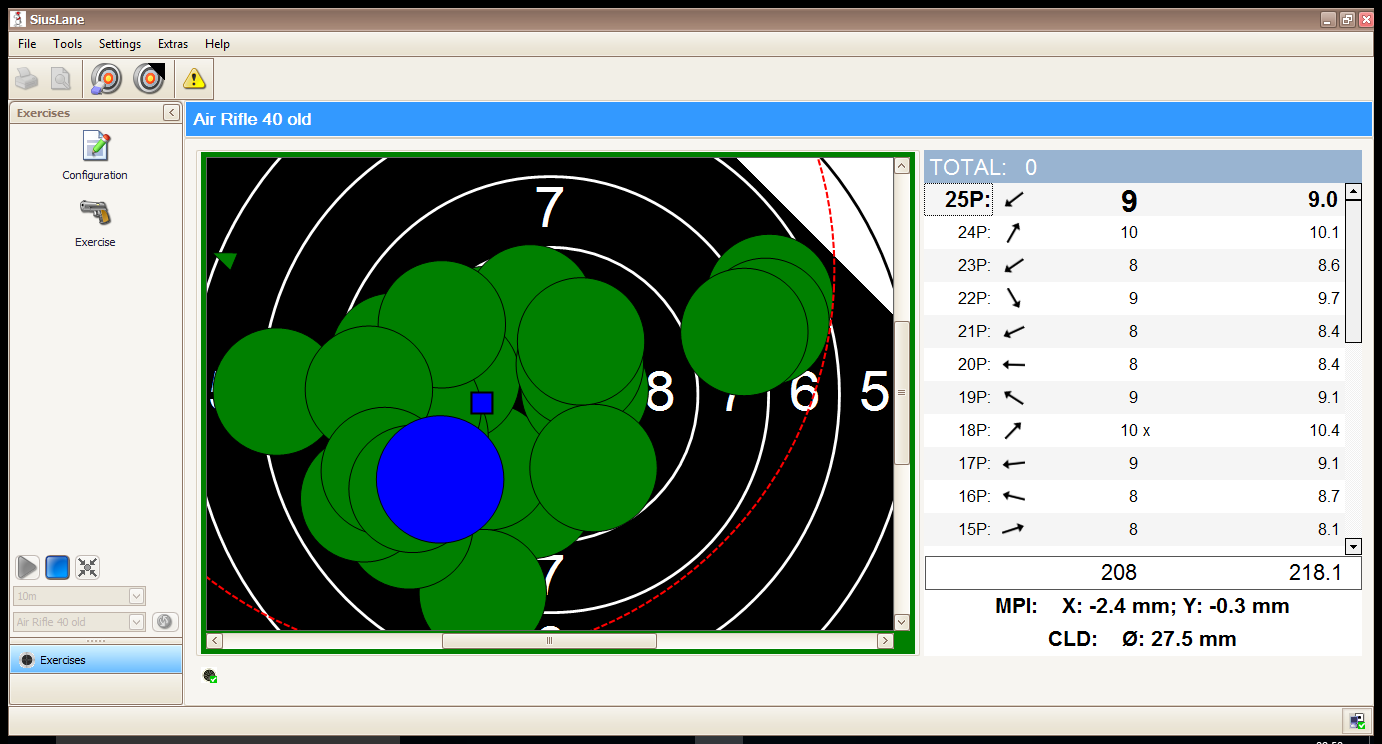 SiusLane
File Tools Settings Extras Help
Exercises
Configuration
Exercise
10m
Air Rifle 40 old
Exercises
Air Rifle 40 old
7
8 7 6 5
7
TOTAL: 0
25P: 9 9.0
24P: 10 10.1
23P: 8 8.6
22P: 9 9.7
21P: 8 8.4
20P: 8 8.4
19P: 9 9.1
18P: 10 x 10.4
17P: 9 9.1
16P: 8 8.7
15P: 8 8.1
208 218.1
MPI: X: -2.4 mm; Y: -0.3 mm
CLD: Ø: 27.5 mm